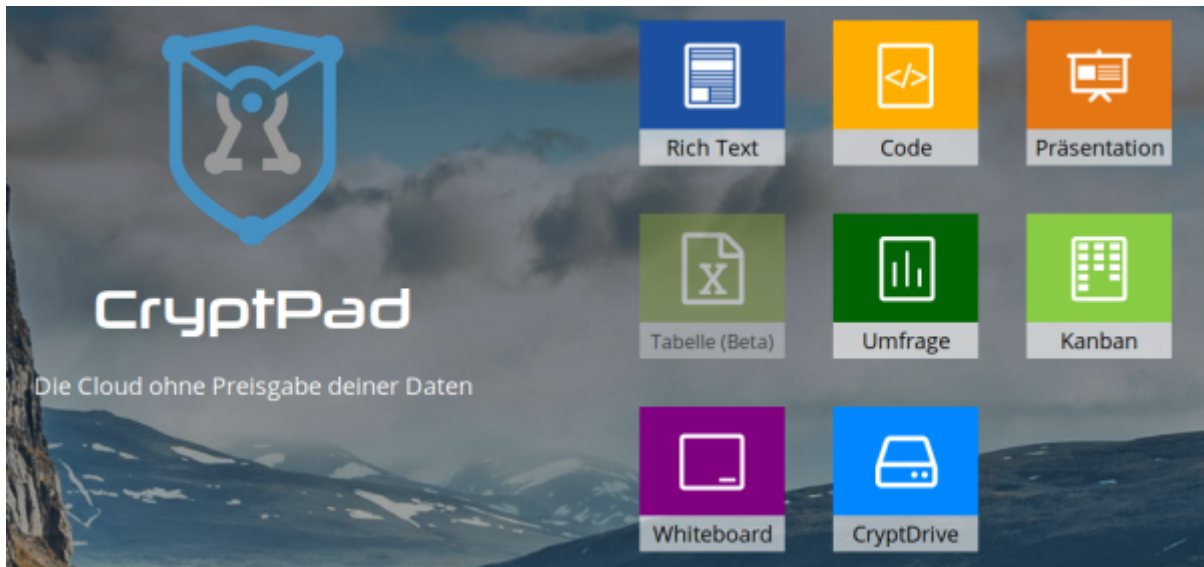 CryptPad
Die Cloud ohne Preisgabe deiner Daten
Rich Text
</>
Code
Präsentation
X
Tabelle (Beta)
Umfrage
Kanban
Whiteboard
CryptDrive